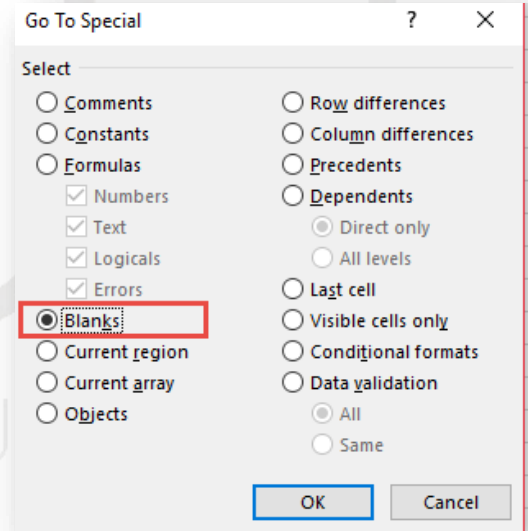 Go To Special ? ×
Select
Comments
Constants
Formulas
Numbers
Text
Logicals
Errors
Blanks
Current region
Current array
Objects
Row differences
Column differences
Precedents
Dependents
Direct only
All levels
Last cell
Visible cells only
Conditional formats
Data validation
All
Same
OK
Cancel